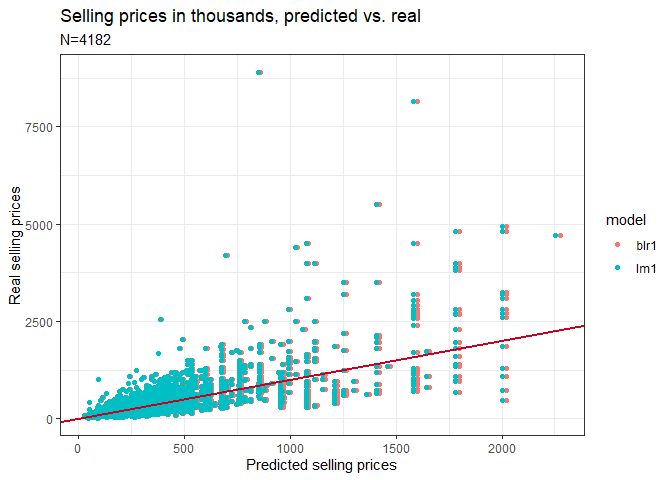 Selling prices in thousands, predicted vs. real
N=4182
7500
5000
2500
0
Real selling prices
0 500 1000 1500 2000
Predicted selling prices
model
blr1
lm1